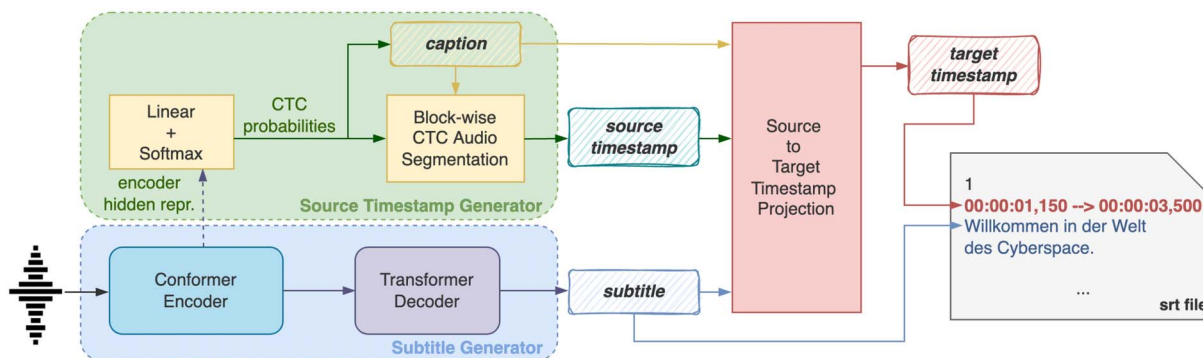 caption
Linear
+
Softmax
CTC
probabilities
Block-wise
CTC Audio
Segmentation
encoder
hidden repr.
Source Timestamp Generator
source
timestamp
Source
to
Target
Timestamp
Projection
target
timestamp
1
00:00:01,150 --> 00:00:03,500
Willkommen in der Welt
des Cyberspace.
...
srt file
Conformer
Encoder
Transformer
Decoder
Subtitle Generator
subtitle